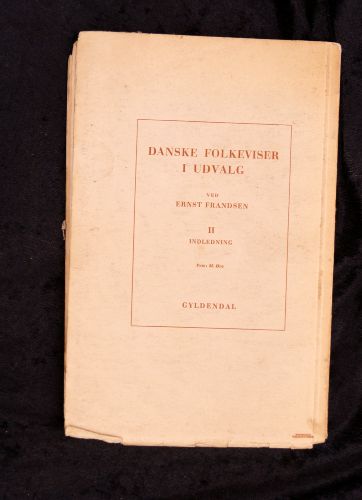 DANSKE FOLKEVISER
I UDVALG
VED
ERNST FRANDSEN
II
INDLEDNING
GYLDENDAL